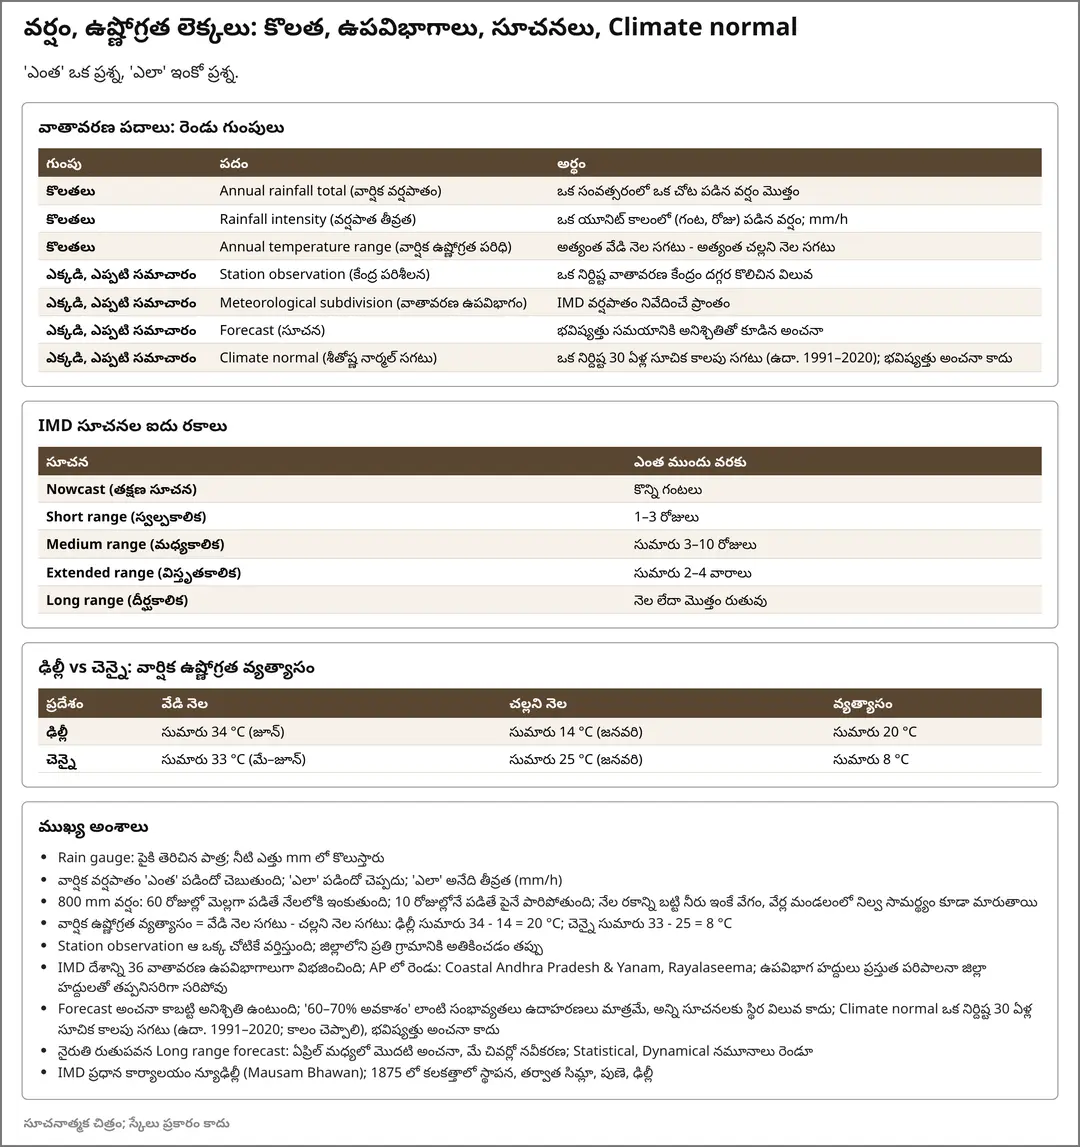 వర్షం, ఉష్ణోగ్రత లెక్కలు: కొలత, ఉపవిభాగాలు, సూచనలు, Climate normal
'ఎంత' ఒక ప్రశ్న, 'ఎలా' ఇంకో ప్రశ్న.
వాతావరణ పదాలు: రెండు గుంపులు
గుంపు పదం అర్థం
కొలతలు Annual rainfall total (వార్షిక వర్షపాతం) ఒక సంవత్సరంలో ఒక చోట పడిన వర్షం మొత్తం
కొలతలు Rainfall intensity (వర్షపాత తీవ్రత) ఒక యూనిట్ కాలంలో (గంట, రోజు) పడిన వర్షం; mm/h
కొలతలు Annual temperature range (వార్షిక ఉష్ణోగ్రత పరిధి) అత్యంత వేడి నెల సగటు - అత్యంత చల్లని నెల సగటు
ఎక్కడి, ఎప్పటి సమాచారం Station observation (కేంద్ర పరిశీలన) ఒక నిర్దిష్ట వాతావరణ కేంద్రం దగ్గర కొలిచిన విలువ
ఎక్కడి, ఎప్పటి సమాచారం Meteorological subdivision (వాతావరణ ఉపవిభాగం) IMD వర్షపాతం నివేదించే ప్రాంతం
ఎక్కడి, ఎప్పటి సమాచారం Forecast (సూచన) భవిష్యత్తు సమయానికి అనిశ్చితితో కూడిన అంచనా
ఎక్కడి, ఎప్పటి సమాచారం Climate normal (శీతోష్ణ నార్మల్ సగటు) ఒక నిర్దిష్ట 30 ఏళ్ల సూచిక కాలపు సగటు (ఉదా. 1991–2020); భవిష్యత్తు అంచనా కాదు
IMD సూచనల ఐదు రకాలు
సూచన ఎంత ముందు వరకు
Nowcast (తక్షణ సూచన) కొన్ని గంటలు
Short range (స్వల్పకాలిక) 1–3 రోజులు
Medium range (మధ్యకాలిక) సుమారు 3–10 రోజులు
Extended range (విస్తృతకాలిక) సుమారు 2–4 వారాలు
Long range (దీర్ఘకాలిక) నెల లేదా మొత్తం రుతువు
ఢిల్లీ vs చెన్నై: వార్షిక ఉష్ణోగ్రత వ్యత్యాసం
ప్రదేశం వేడి నెల చల్లని నెల వ్యత్యాసం
ఢిల్లీ సుమారు 34 °C (జూన్) సుమారు 14 °C (జనవరి) సుమారు 20 °C
చెన్నై సుమారు 33 °C (మే–జూన్) సుమారు 25 °C (జనవరి) సుమారు 8 °C
ముఖ్య అంశాలు
• Rain gauge: పైకి తెరిచిన పాత్ర; నీటి ఎత్తు mm లో కొలుస్తారు
• వార్షిక వర్షపాతం 'ఎంత' పడిందో చెబుతుంది; 'ఎలా' పడిందో చెప్పదు; 'ఎలా' అనేది తీవ్రత (mm/h)
• 800 mm వర్షం: 60 రోజుల్లో మెల్లగా పడితే నేలలోకి ఇంకుతుంది; 10 రోజుల్లోనే పడితే పైనే పారిపోతుంది; నేల రకాన్ని బట్టి నీరు ఇంకే వేగం, వేర్ల మండలంలో నిల్వ సామర్థ్యం కూడా మారుతాయి
• వార్షిక ఉష్ణోగ్రత వ్యత్యాసం = వేడి నెల సగటు - చల్లని నెల సగటు: ఢిల్లీ సుమారు 34 - 14 = 20 °C; చెన్నై సుమారు 33 - 25 = 8 °C
• Station observation ఆ ఒక్క చోటికే వర్తిస్తుంది; జిల్లాలోని ప్రతి గ్రామానికి అతికించడం తప్పు
• IMD దేశాన్ని 36 వాతావరణ ఉపవిభాగాలుగా విభజించింది; AP లో రెండు: Coastal Andhra Pradesh & Yanam, Rayalaseema; ఉపవిభాగ హద్దులు ప్రస్తుత పరిపాలనా జిల్లా
హద్దులతో తప్పనిసరిగా సరిపోవు
• Forecast అంచనా కాబట్టి అనిశ్చితి ఉంటుంది; '60–70% అవకాశం' లాంటి సంభావ్యతలు ఉదాహరణలు మాత్రమే, అన్ని సూచనలకు స్థిర విలువ కాదు; Climate normal ఒక నిర్దిష్ట 30 ఏళ్ల
సూచిక కాలపు సగటు (ఉదా. 1991–2020; కాలం చెప్పాలి), భవిష్యత్తు అంచనా కాదు
• నైరుతి రుతుపవన Long range forecast: ఏప్రిల్ మధ్యలో మొదటి అంచనా, మే చివర్లో నవీకరణ; Statistical, Dynamical నమూనాలు రెండూ
• IMD ప్రధాన కార్యాలయం న్యూఢిల్లీ (Mausam Bhawan); 1875 లో కలకత్తాలో స్థాపన, తర్వాత సిమ్లా, పుణె, ఢిల్లీ
సూచనాత్మక చిత్రం; స్కేలు ప్రకారం కాదు